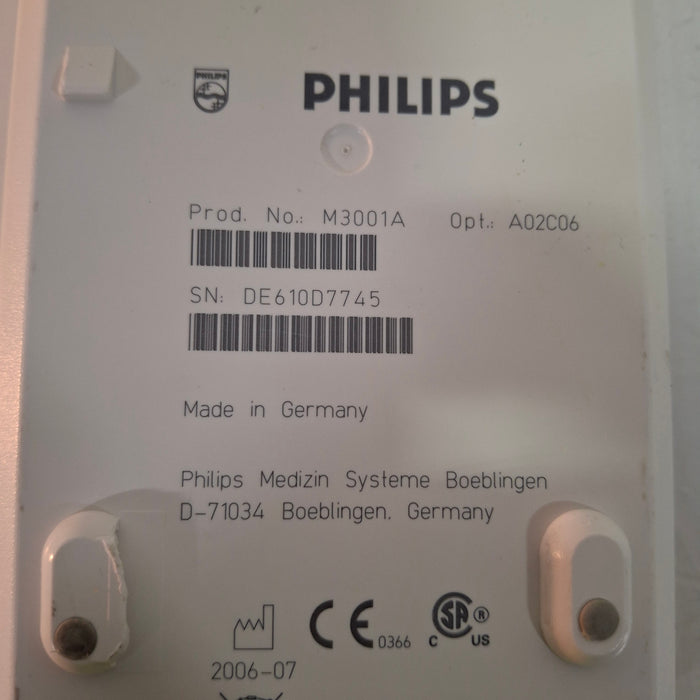 PHILIPS
PHILIPS
Prod. No.: M3001A Opt.: A02C06
SN: DE610D7745
Made in Germany
Philips Medizin Systeme Boeblingen
D-71034 Boeblingen. Germany
CE 0366
C SA ® US
2006-07